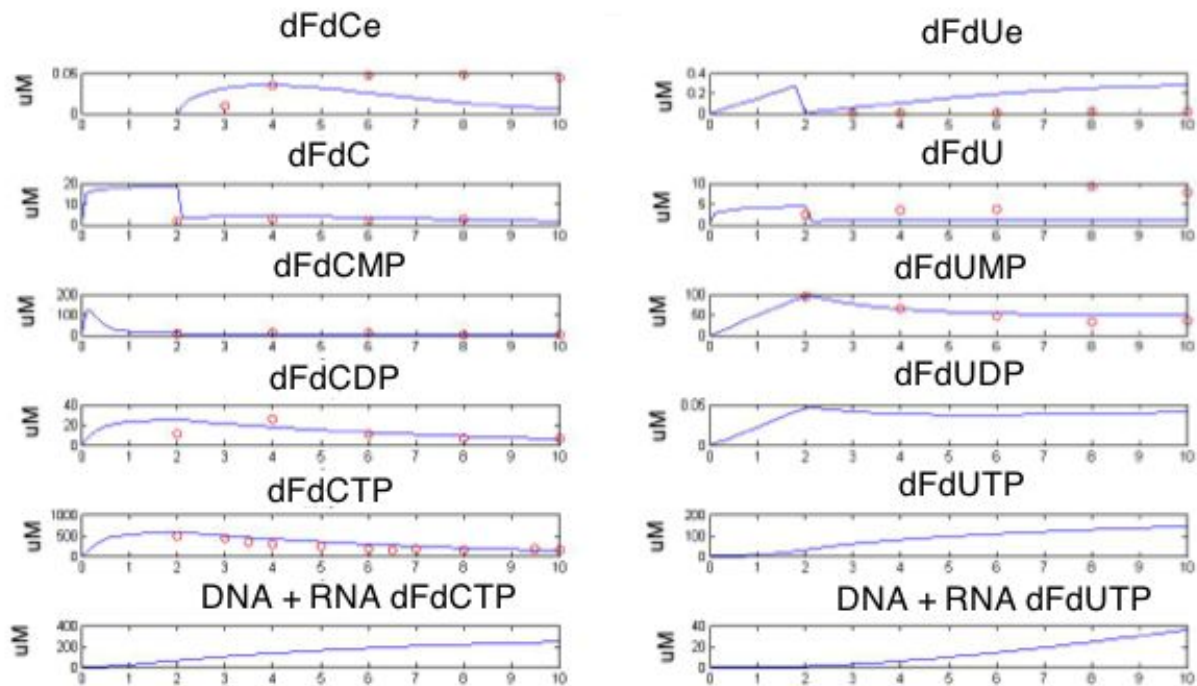 dFdCe
uM
0.05
0
0 1 2 3 4 5 6 7 8 9 10
dFdC
uM
20
10
0
0 1 2 3 4 5 6 7 8 9 10
dFdCMP
uM
200
100
0
0 1 2 3 4 5 6 7 8 9 10
dFdCDP
uM
40
20
0
0 1 2 3 4 5 6 7 8 9 10
dFdCTP
uM
1000
500
0
0 1 2 3 4 5 6 7 8 9 10
DNA + RNA dFdCTP
uM
400
200
0
0 1 2 3 4 5 6 7 8 9 10
dFdUe
uM
0.4
0.2
0
0 1 2 3 4 5 6 7 8 9 10
dFdU
uM
10
5
0
0 1 2 3 4 5 6 7 8 9 10
dFdUMP
uM
100
50
0
0 1 2 3 4 5 6 7 8 9 10
dFdUDP
uM
0.05
0
0 1 2 3 4 5 6 7 8 9 10
dFdUTP
uM
200
100
0
0 1 2 3 4 5 6 7 8 9 10
DNA + RNA dFdUTP
uM
40
20
0
0 1 2 3 4 5 6 7 8 9 10